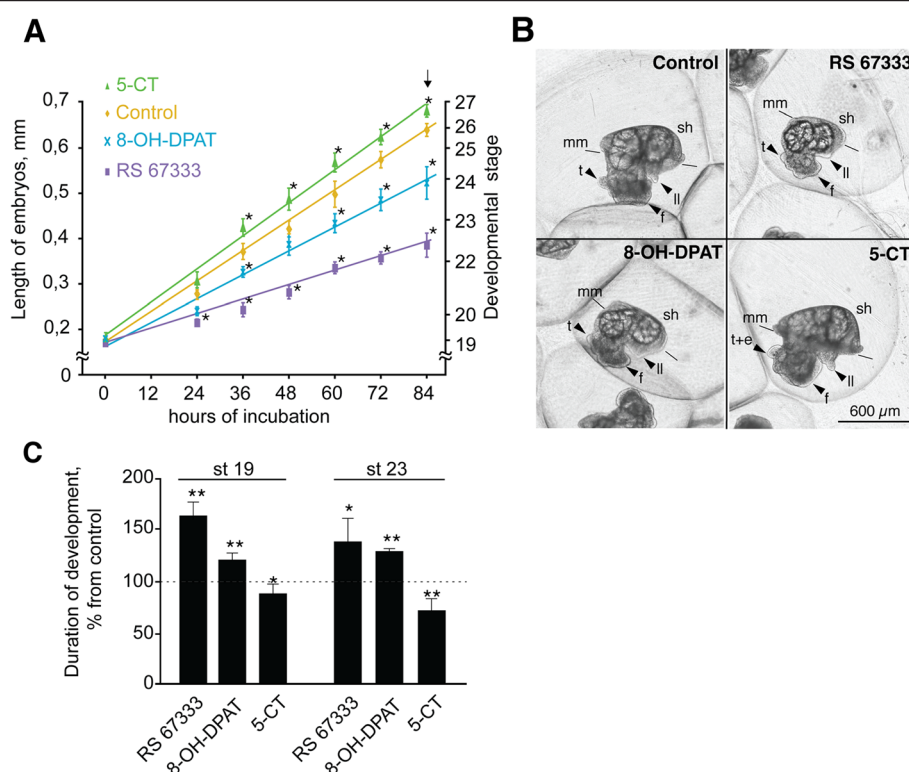 A
5-CT
Control
8-OH-DPAT
RS 67333
Length of embryos, mm
0,7
0,6
0,5
0,4
0,3
0,2
0
27
26
25
24
23
22
20
19
Developmental stage
* * * * * *
* * * *
* * * * * * *
0 12 24 36 48 60 72 84
hours of incubation
B
Control
mm
sh
t
ll
f
RS 67333
mm
sh
t
ll
f
8-OH-DPAT
mm
sh
t
ll
f
5-CT
mm
sh
t+e
ll
f
600 µm
C
Duration of development,
% from control
200
150
100
50
0
st 19
st 23
** ** *
* ** **
RS 67333
8-OH-DPAT
5-CT
RS 67333
8-OH-DPAT
5-CT